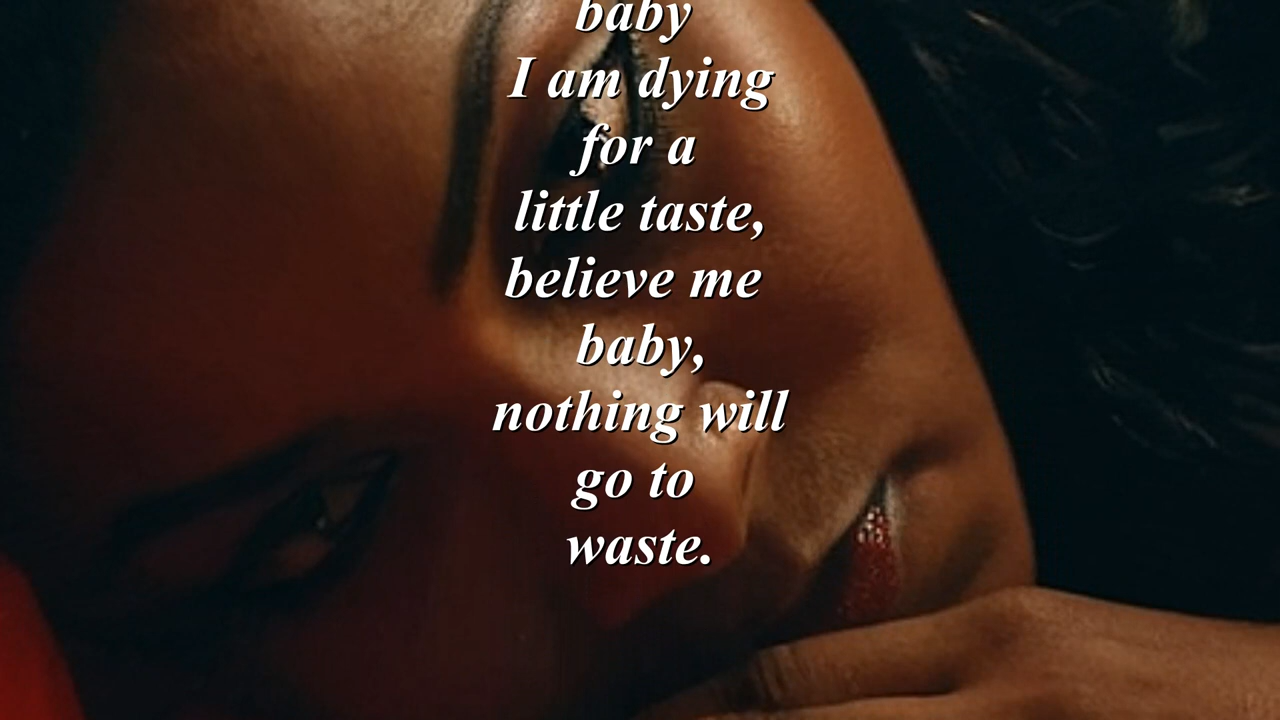 baby
I am dying
for a
little taste,
believe me
baby,
nothing will
go to
waste.